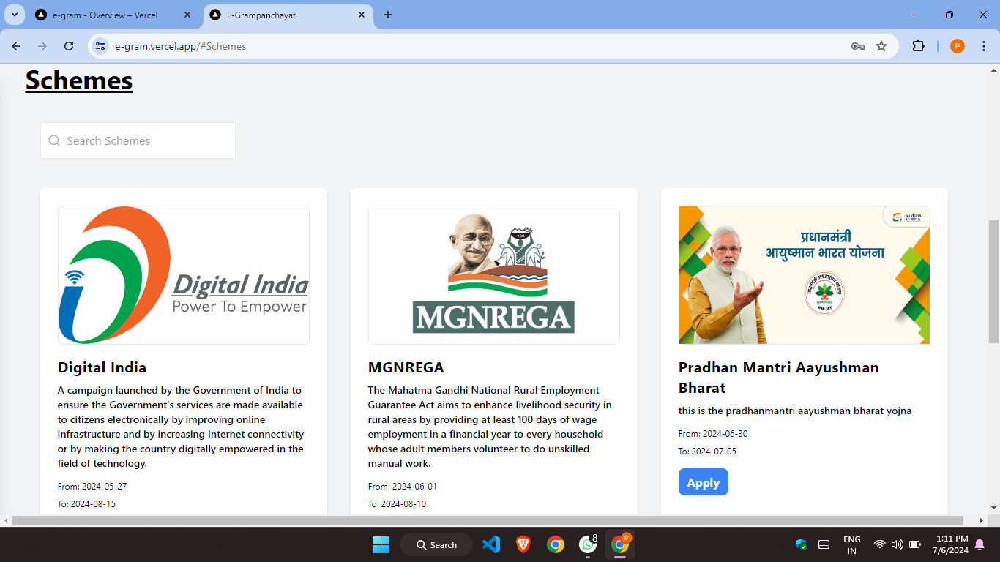 e-gram - Overview – Vercel
E-Grampanchayat
e-gram.vercel.app/#Schemes
P
Schemes
Search Schemes
Digital India
Power To Empower
MGNREGA
SUVIDHA
KENDRA
प्रधानमंत्री
आयुष्मान भारत योजना
PM-JAY
Digital India
A campaign launched by the Government of India to
ensure the Government's services are made available
to citizens electronically by improving online
infrastructure and by increasing Internet connectivity
or by making the country digitally empowered in the
field of technology.
From: 2024-05-27
To: 2024-08-15
MGNREGA
The Mahatma Gandhi National Rural Employment
Guarantee Act aims to enhance livelihood security in
rural areas by providing at least 100 days of wage
employment in a financial year to every household
whose adult members volunteer to do unskilled
manual work.
From: 2024-06-01
To: 2024-08-10
Pradhan Mantri Aayushman
Bharat
this is the pradhanmantri aayushman bharat yojna
From: 2024-06-30
To: 2024-07-05
Apply
Search
8
P
ENG
IN
1:11 PM
7/6/2024